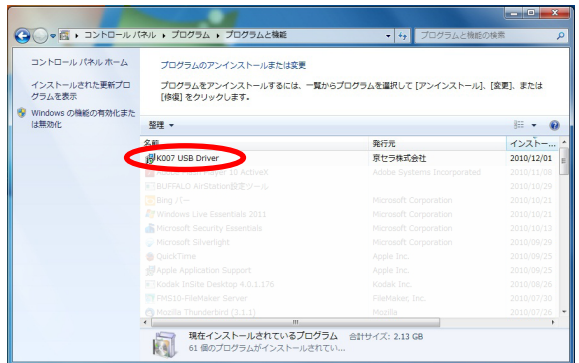 コントロール パネル ▸ プログラム ▸ プログラムと機能
プログラムと機能の検索
コントロール パネル ホーム
インストールされた更新プログラムを表示
Windows の機能の有効化または無効化
プログラムのアンインストールまたは変更
プログラムをアンインストールするには、一覧からプログラムを選択して [アンインストール]、[変更]、または
[修復] をクリックします。
整理
名前 発行元 インストー...
K007 USB Driver 京セラ株式会社 2010/12/01
10 ActiveX Adobe Systems Incorporated 2010/11/08
BUFFALO AirStation設定ツール 2010/10/29
Bing バー Microsoft Corporation 2010/10/21
Windows Live Essentials 2011 Microsoft Corporation 2010/10/21
Microsoft Security Essentials Microsoft Corporation 2010/10/13
Microsoft Silverlight Microsoft Corporation 2010/09/29
QuickTime Apple Inc. 2010/09/25
Apple Application Support Apple Inc. 2010/09/25
Kodak InSite Desktop 4.0.1.176 Kodak Inc. 2010/08/26
FMS10-FileMaker Server FileMaker, Inc. 2010/07/30
Mozilla Thunderbird (3.1.1) Mozilla 2010/07/26
現在インストールされているプログラム 合計サイズ: 2.13 GB
61 個のプログラムがインストールされてい...